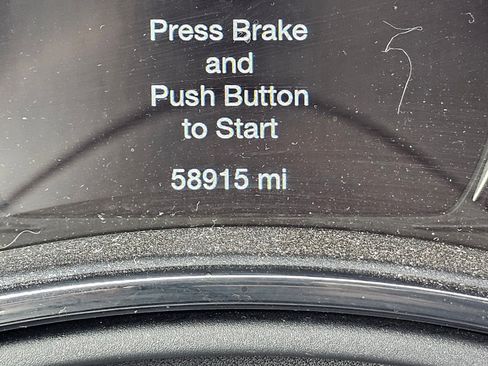 Press Brake
and
Push Button
to Start
58915 mi